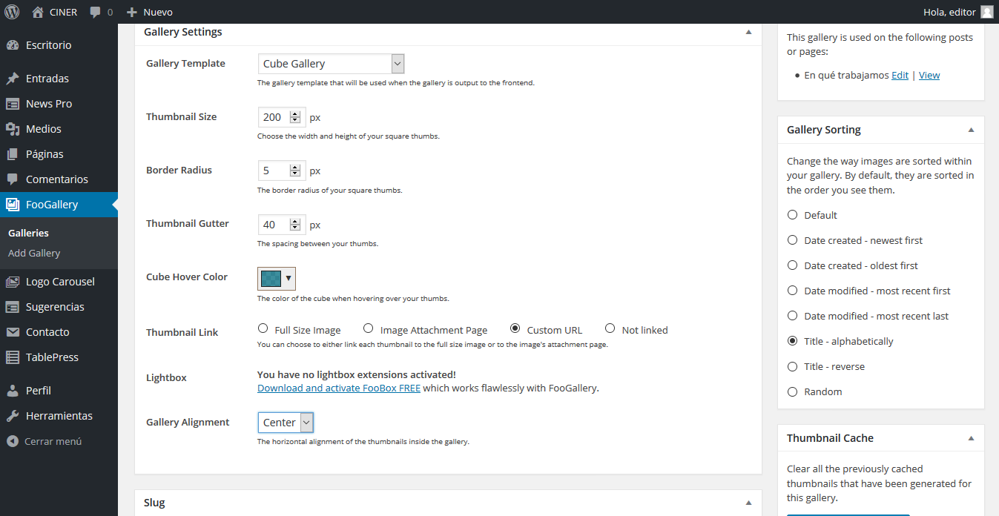 CINER 0 Nuevo Hola, editor
Escritorio
Entradas
News Pro
Medios
Páginas
Comentarios
FooGallery
Galleries
Add Gallery
Logo Carousel
Sugerencias
Contacto
TablePress
Perfil
Herramientas
Cerrar menú
Gallery Settings
Gallery Template Cube Gallery
The gallery template that will be used when the gallery is output to the frontend.
Thumbnail Size 200 px
Choose the width and height of your square thumbs.
Border Radius 5 px
The border radius of your square thumbs.
Thumbnail Gutter 40 px
The spacing between your thumbs.
Cube Hover Color
The color of the cube when hovering over your thumbs.
Thumbnail Link Full Size Image Image Attachment Page Custom URL Not linked
You can choose to either link each thumbnail to the full size image or to the image's attachment page.
Lightbox You have no lightbox extensions activated!
Download and activate FooBox FREE which works flawlessly with FooGallery.
Gallery Alignment Center
The horizontal alignment of the thumbnails inside the gallery.
Slug
This gallery is used on the following posts
or pages:
En qué trabajamos Edit | View
Gallery Sorting
Change the way images are sorted within
your gallery. By default, they are sorted in
the order you see them.
Default
Date created - newest first
Date created - oldest first
Date modified - most recent first
Date modified - most recent last
Title - alphabetically
Title - reverse
Random
Thumbnail Cache
Clear all the previously cached
thumbnails that have been generated for
this gallery.